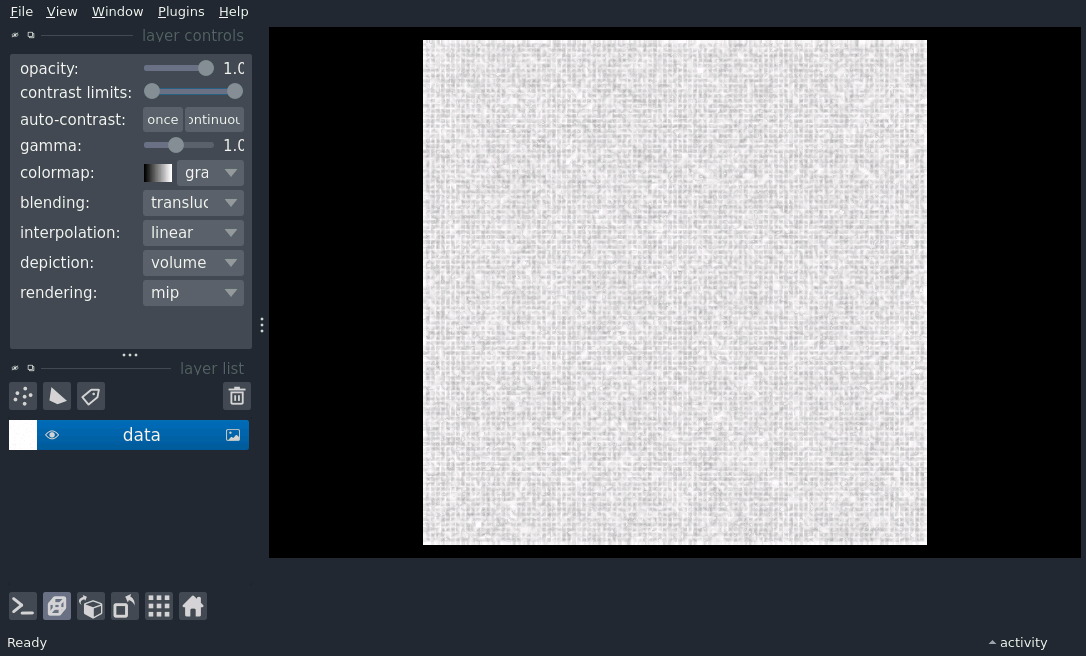 File View Window Plugins Help
layer controls
opacity: 1.0
contrast limits:
auto-contrast: once ontinuou
gamma: 1.0
colormap: gra
blending: transluc
interpolation: linear
depiction: volume
rendering: mip
layer list
data
Ready
activity